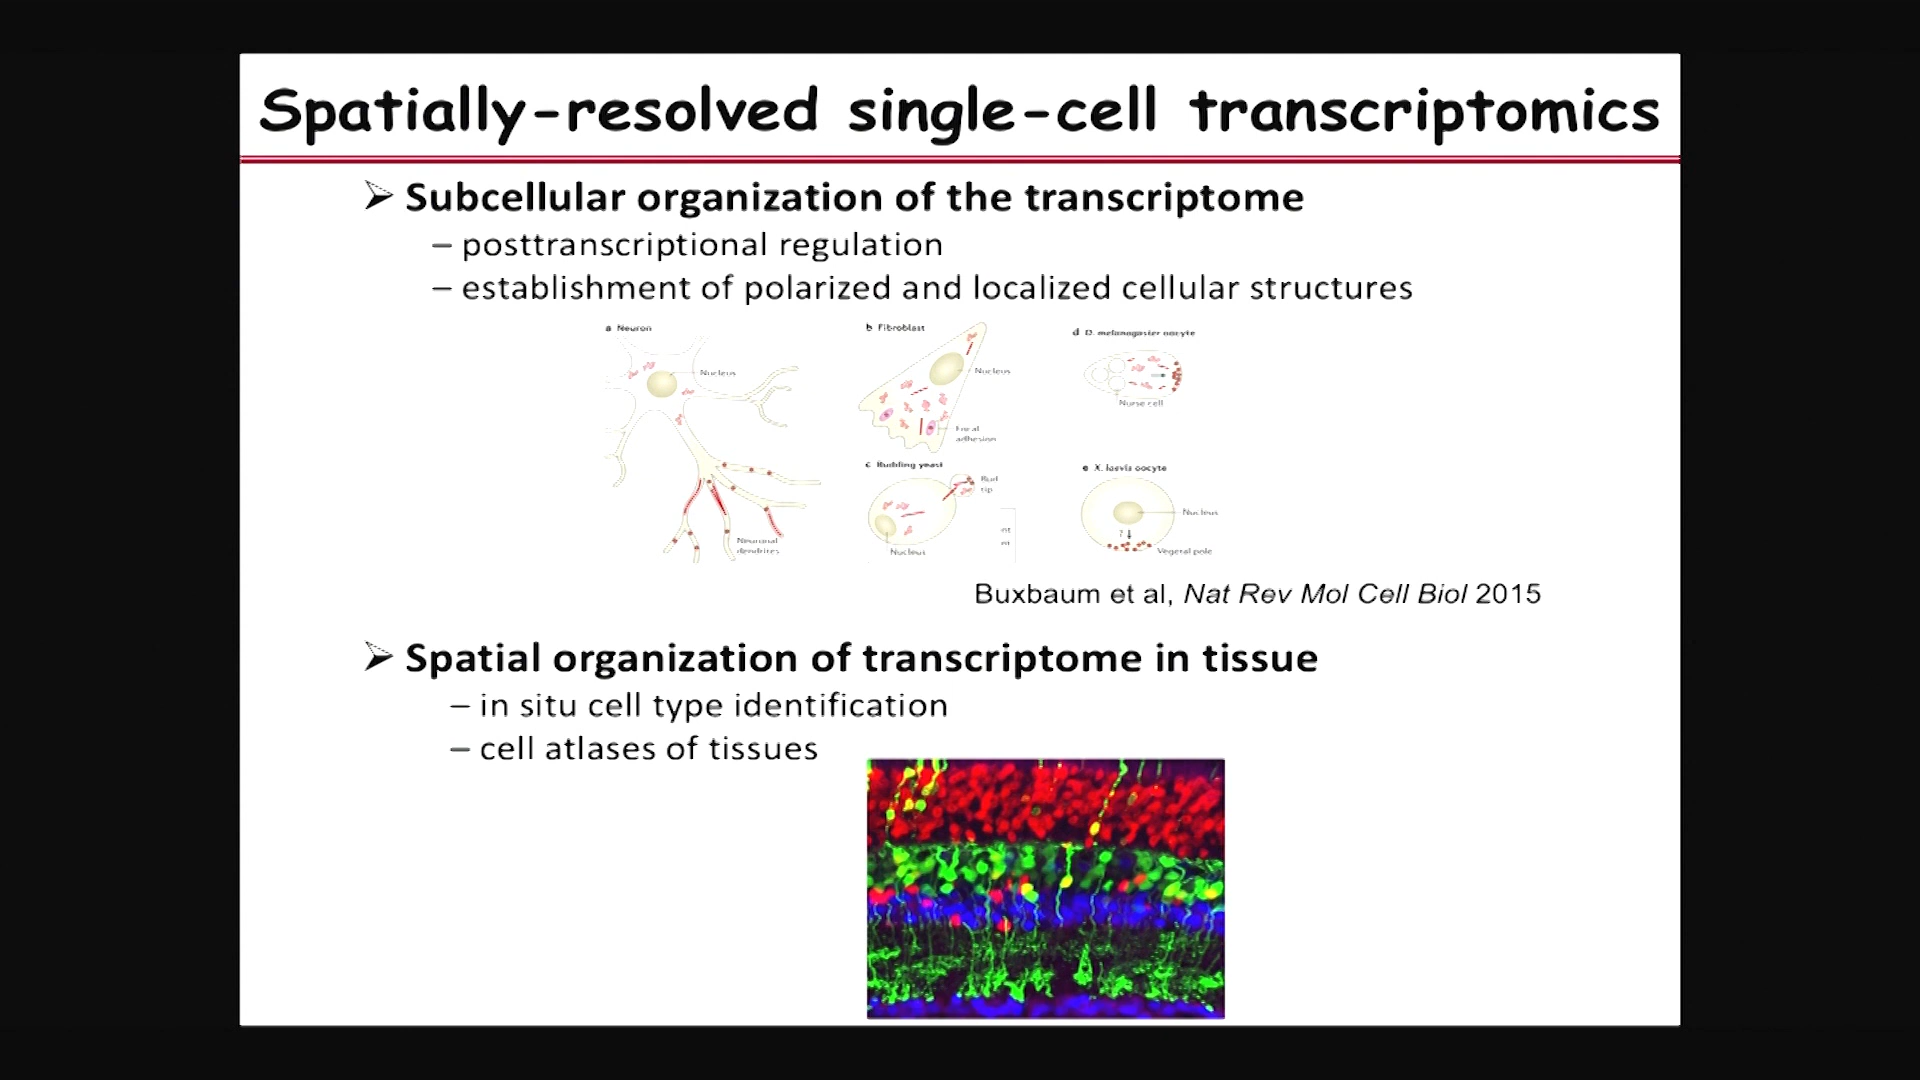 Spatially-resolved single-cell transcriptomics
➢ Subcellular organization of the transcriptome
– posttranscriptional regulation
– establishment of polarized and localized cellular structures
a Neuron
Nucleus
Neuronal
dendrites
b Fibroblast
Nucleus
Focal
adhesion
c Budding yeast
Bud
tip
Nucleus
nt
nt
d D. melanogaster oocyte
Nurse cell
e X. laevis oocyte
Nucleus
?
Vegetal pole
Buxbaum et al, Nat Rev Mol Cell Biol 2015
➢ Spatial organization of transcriptome in tissue
– in situ cell type identification
– cell atlases of tissues